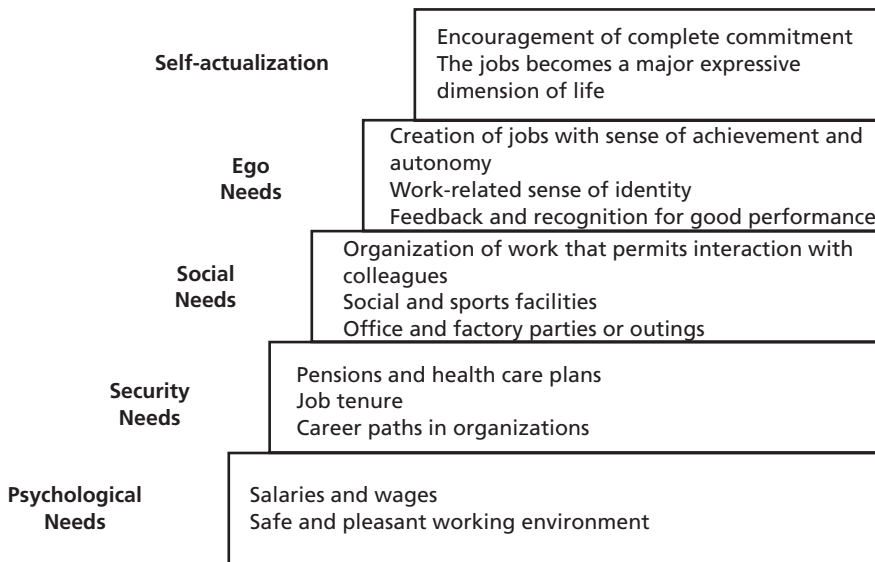 Self-actualization
Encouragement of complete commitment
The jobs becomes a major expressive
dimension of life
Ego
Needs
Creation of jobs with sense of achievement and
autonomy
Work-related sense of identity
Feedback and recognition for good performance
Social
Needs
Organization of work that permits interaction with
colleagues
Social and sports facilities
Office and factory parties or outings
Security
Needs
Pensions and health care plans
Job tenure
Career paths in organizations
Psychological
Needs
Salaries and wages
Safe and pleasant working environment